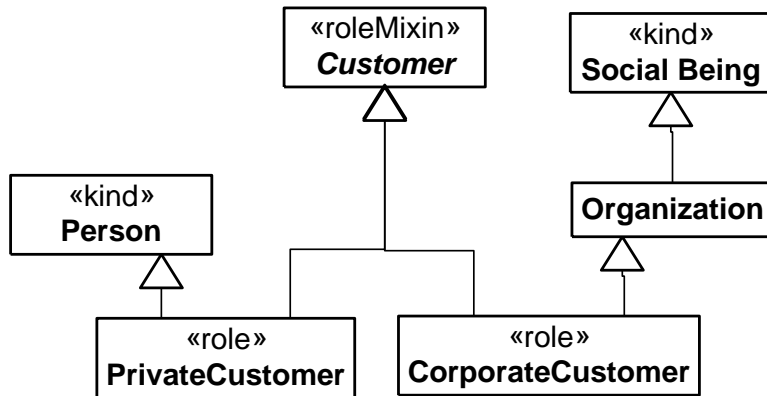 «roleMixin»
Customer
«kind»
Social Being
«kind»
Person
Organization
«role»
PrivateCustomer
«role»
CorporateCustomer